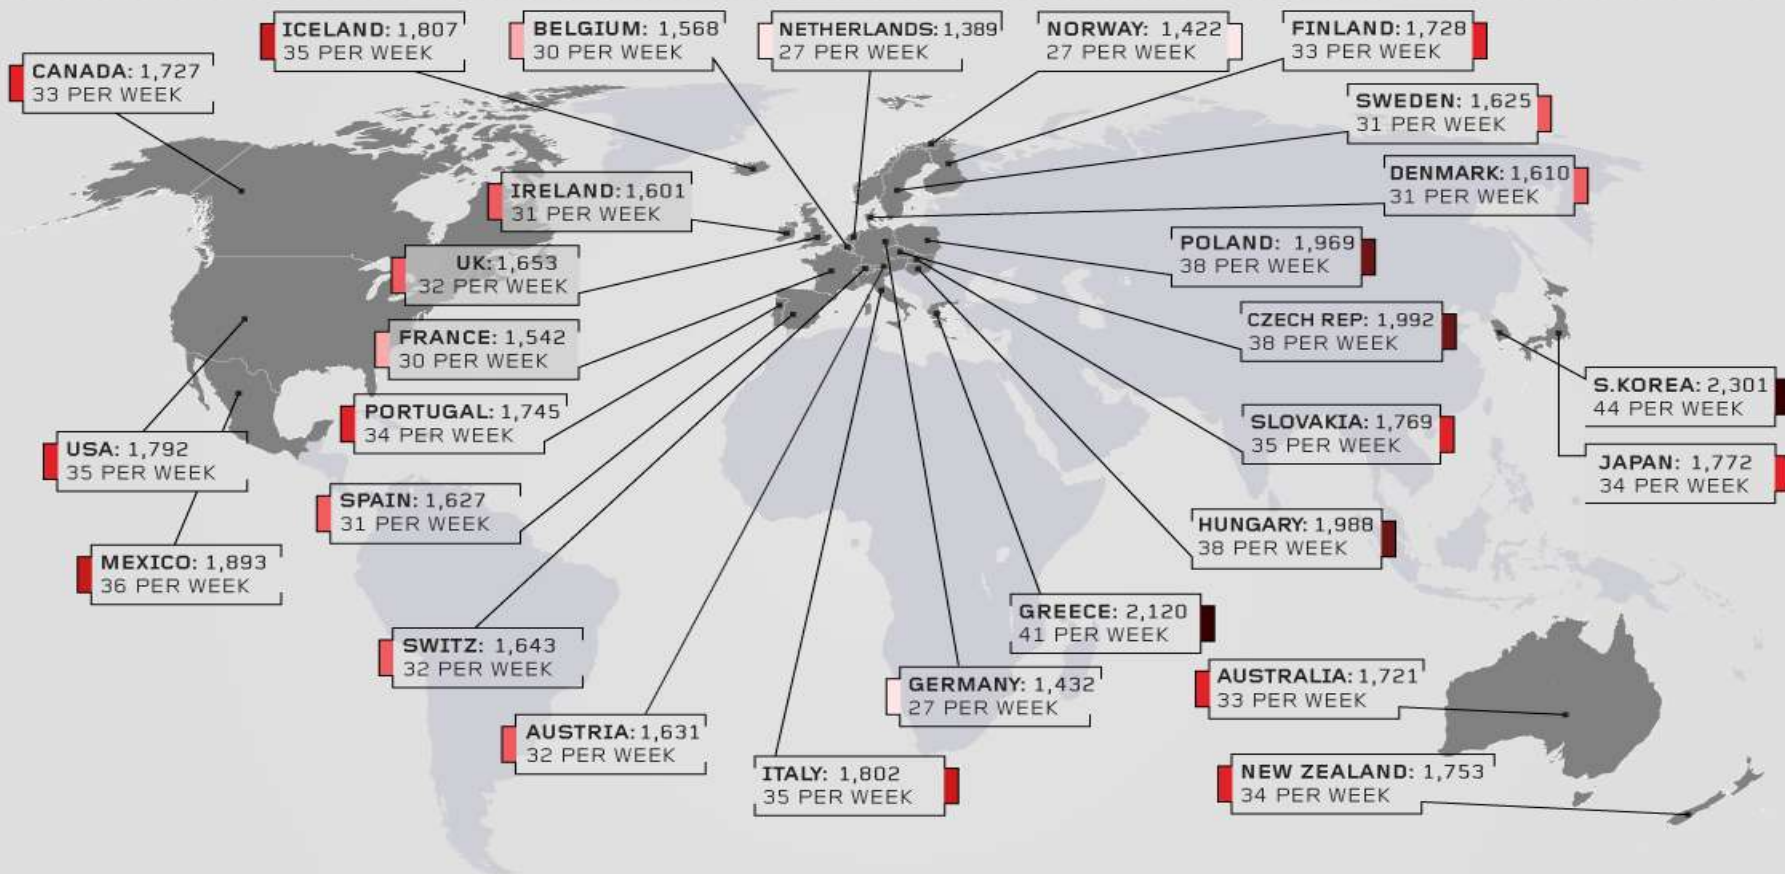 ICELAND: 1,807
35 PER WEEK
BELGIUM: 1,568
30 PER WEEK
NETHERLANDS: 1,389
27 PER WEEK
NORWAY: 1,422
27 PER WEEK
FINLAND: 1,728
33 PER WEEK
CANADA: 1,727
33 PER WEEK
SWEDEN: 1,625
31 PER WEEK
IRELAND: 1,601
31 PER WEEK
DENMARK: 1,610
31 PER WEEK
UK: 1,653
32 PER WEEK
POLAND: 1,969
38 PER WEEK
FRANCE: 1,542
30 PER WEEK
CZECH REP: 1,992
38 PER WEEK
S.KOREA: 2,301
44 PER WEEK
PORTUGAL: 1,745
34 PER WEEK
SLOVAKIA: 1,769
35 PER WEEK
USA: 1,792
35 PER WEEK
JAPAN: 1,772
34 PER WEEK
SPAIN: 1,627
31 PER WEEK
HUNGARY: 1,988
38 PER WEEK
MEXICO: 1,893
36 PER WEEK
GREECE: 2,120
41 PER WEEK
SWITZ: 1,643
32 PER WEEK
GERMANY: 1,432
27 PER WEEK
AUSTRALIA: 1,721
33 PER WEEK
AUSTRIA: 1,631
32 PER WEEK
ITALY: 1,802
35 PER WEEK
NEW ZEALAND: 1,753
34 PER WEEK